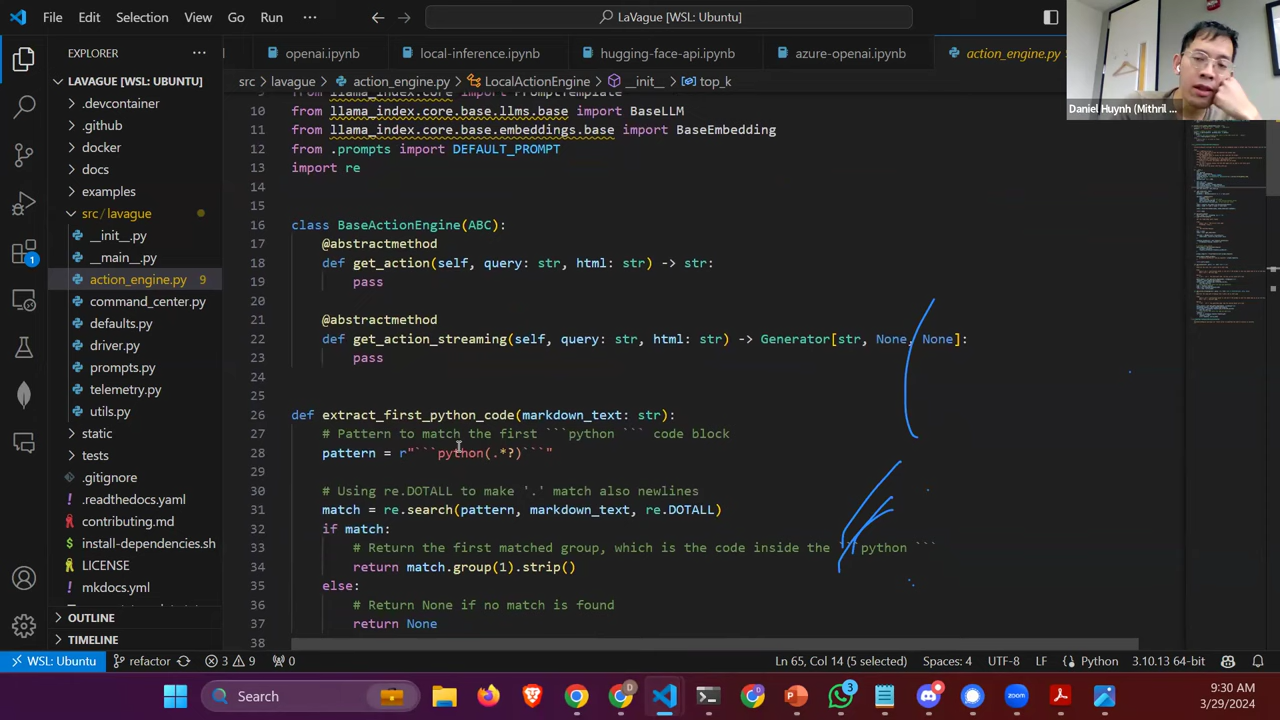 File Edit Selection View Go Run ··· LaVague [WSL: Ubuntu]
EXPLORER ···
openai.ipynb local-inference.ipynb hugging-face-api.ipynb azure-openai.ipynb action_engine.py
LAVAGUE [WSL: UBUNTU]
.devcontainer
.github
docker
docs
examples
src/lavague
__init__.py
__main__.py
action_engine.py 9
command_center.py
defaults.py
driver.py
prompts.py
telemetry.py
utils.py
static
tests
.gitignore
.readthedocs.yaml
contributing.md
install-dependencies.sh
LICENSE
mkdocs.yml
OUTLINE
TIMELINE
1
src > lavague > action_engine.py > LocalActionEngine > __init__ > top_k
from llama_index.core import PromptTemplate
10 from llama_index.core.base.llms.base import BaseLLM
11 from llama_index.core.base.embeddings.base import BaseEmbedding
12 from prompts import DEFAULT_PROMPT
13 import re
14
15
16 class BaseActionEngine(ABC):
17 @abstractmethod
18 def get_action(self, query: str, html: str) -> str:
19 pass
20
21 @abstractmethod
22 def get_action_streaming(self, query: str, html: str) -> Generator[str, None, None]:
23 pass
24
25
26 def extract_first_python_code(markdown_text: str):
27 # Pattern to match the first ```python ``` code block
28 pattern = r"```python(.*?)```"
29
30 # Using re.DOTALL to make '.' match also newlines
31 match = re.search(pattern, markdown_text, re.DOTALL)
32 if match:
33 # Return the first matched group, which is the code inside the ```python ```
34 return match.group(1).strip()
35 else:
36 # Return None if no match is found
37 return None
38
Daniel Huynh (Mithril ...
WSL: Ubuntu refactor 3 9 0 Ln 65, Col 14 (5 selected) Spaces: 4 UTF-8 LF Python 3.10.13 64-bit
Search 3 9:30 AM
3/29/2024